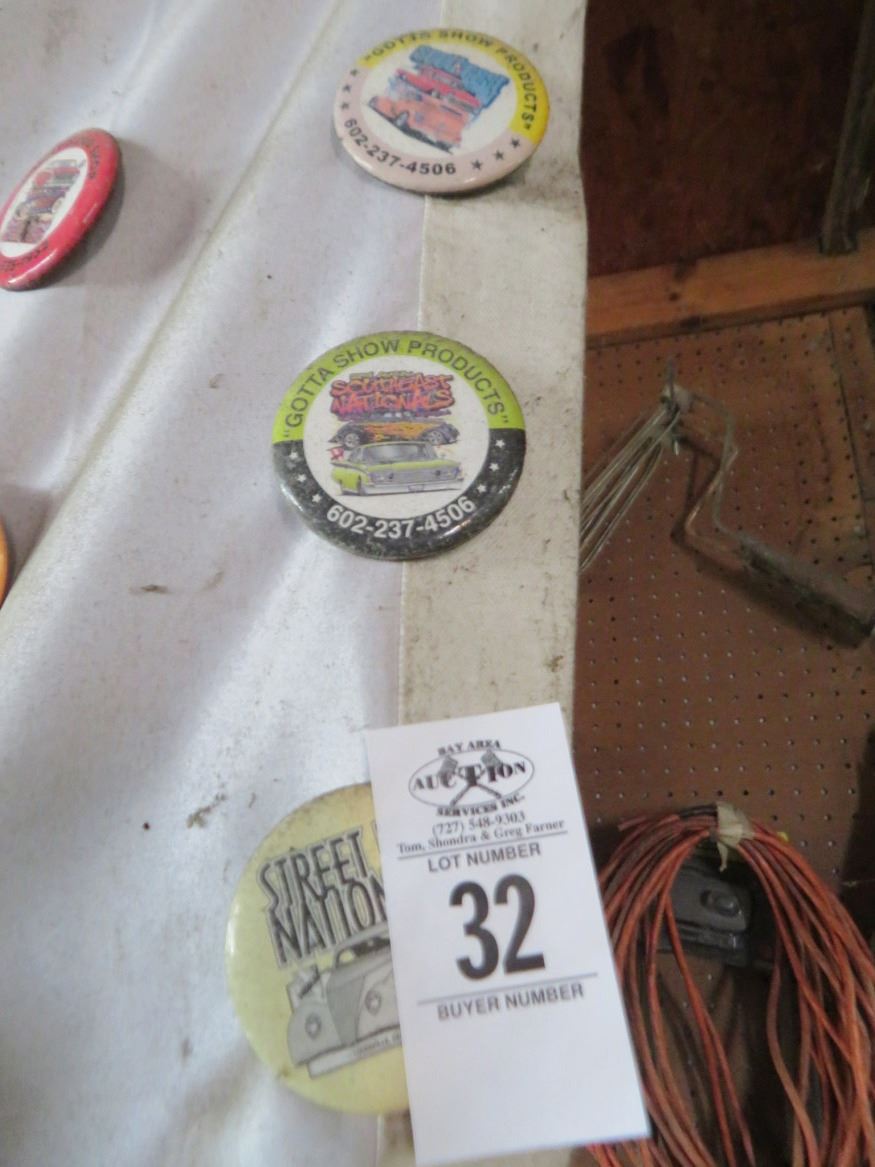 "GOTTA SHOW PRODUCTS"
602-237-4506
"GOTTA SHOW PRODUCTS"
SOUTHEAST
NATIONALS
602-237-4506
STREET
NATION
BAY AREA
AUCTION
SERVICES INC.
(727) 548-9303
Tom, Shondra & Greg Farner
LOT NUMBER
32
BUYER NUMBER